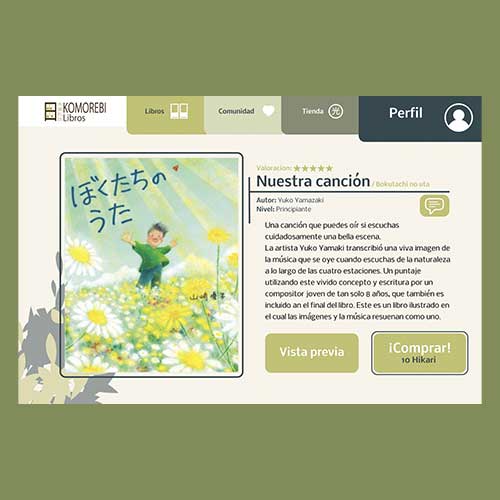 KOMOREBI
Libros
Libros
Comunidad
Tienda
光
Perfil
ぼくたちの
うた
山崎優子
Valoracion:
Nuestra canción / Bokutachi no uta
Autor: Yuko Yamazaki
Nivel: Principiante
Una canción que puedes oír si escuchas
cuidadosamente una bella escena.
La artista Yuko Yamaki transcribió una viva imagen de
la música que se oye cuando escuchas de la naturaleza
a lo largo de las cuatro estaciones. Un puntaje
utilizando este vivido concepto y escritura por un
compositor joven de tan solo 8 años, que también es
incluido an el final del libro. Este es un libro ilustrado en
el cual las imágenes y la música resuenan como uno.
Vista previa
¡Comprar!
10 Hikari